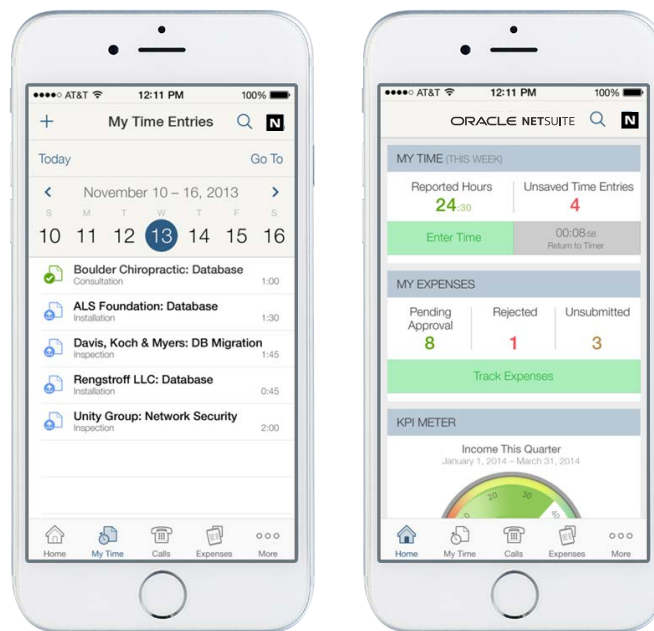 AT&T 12:11 PM 100%
+ My Time Entries N
Today Go To
< November 10 – 16, 2013 >
S M T W T F S
10 11 12 13 14 15 16
Boulder Chiropractic: Database
Consultation 1:00
ALS Foundation: Database
Installation 1:30
Davis, Koch & Myers: DB Migration
Inspection 1:45
Rengstroff LLC: Database
Installation 0:45
Unity Group: Network Security
Inspection 2:00
Home My Time Calls Expenses More
AT&T 12:11 PM 100%
ORACLE NETSUITE N
MY TIME (THIS WEEK)
Reported Hours Unsaved Time Entries
24:30 4
Enter Time 00:08:58
Return to Timer
MY EXPENSES
Pending Rejected Unsubmitted
Approval
8 1 3
Track Expenses
KPI METER
Income This Quarter
January 1, 2014 – March 31, 2014
20 30
40
Home My Time Calls Expenses More